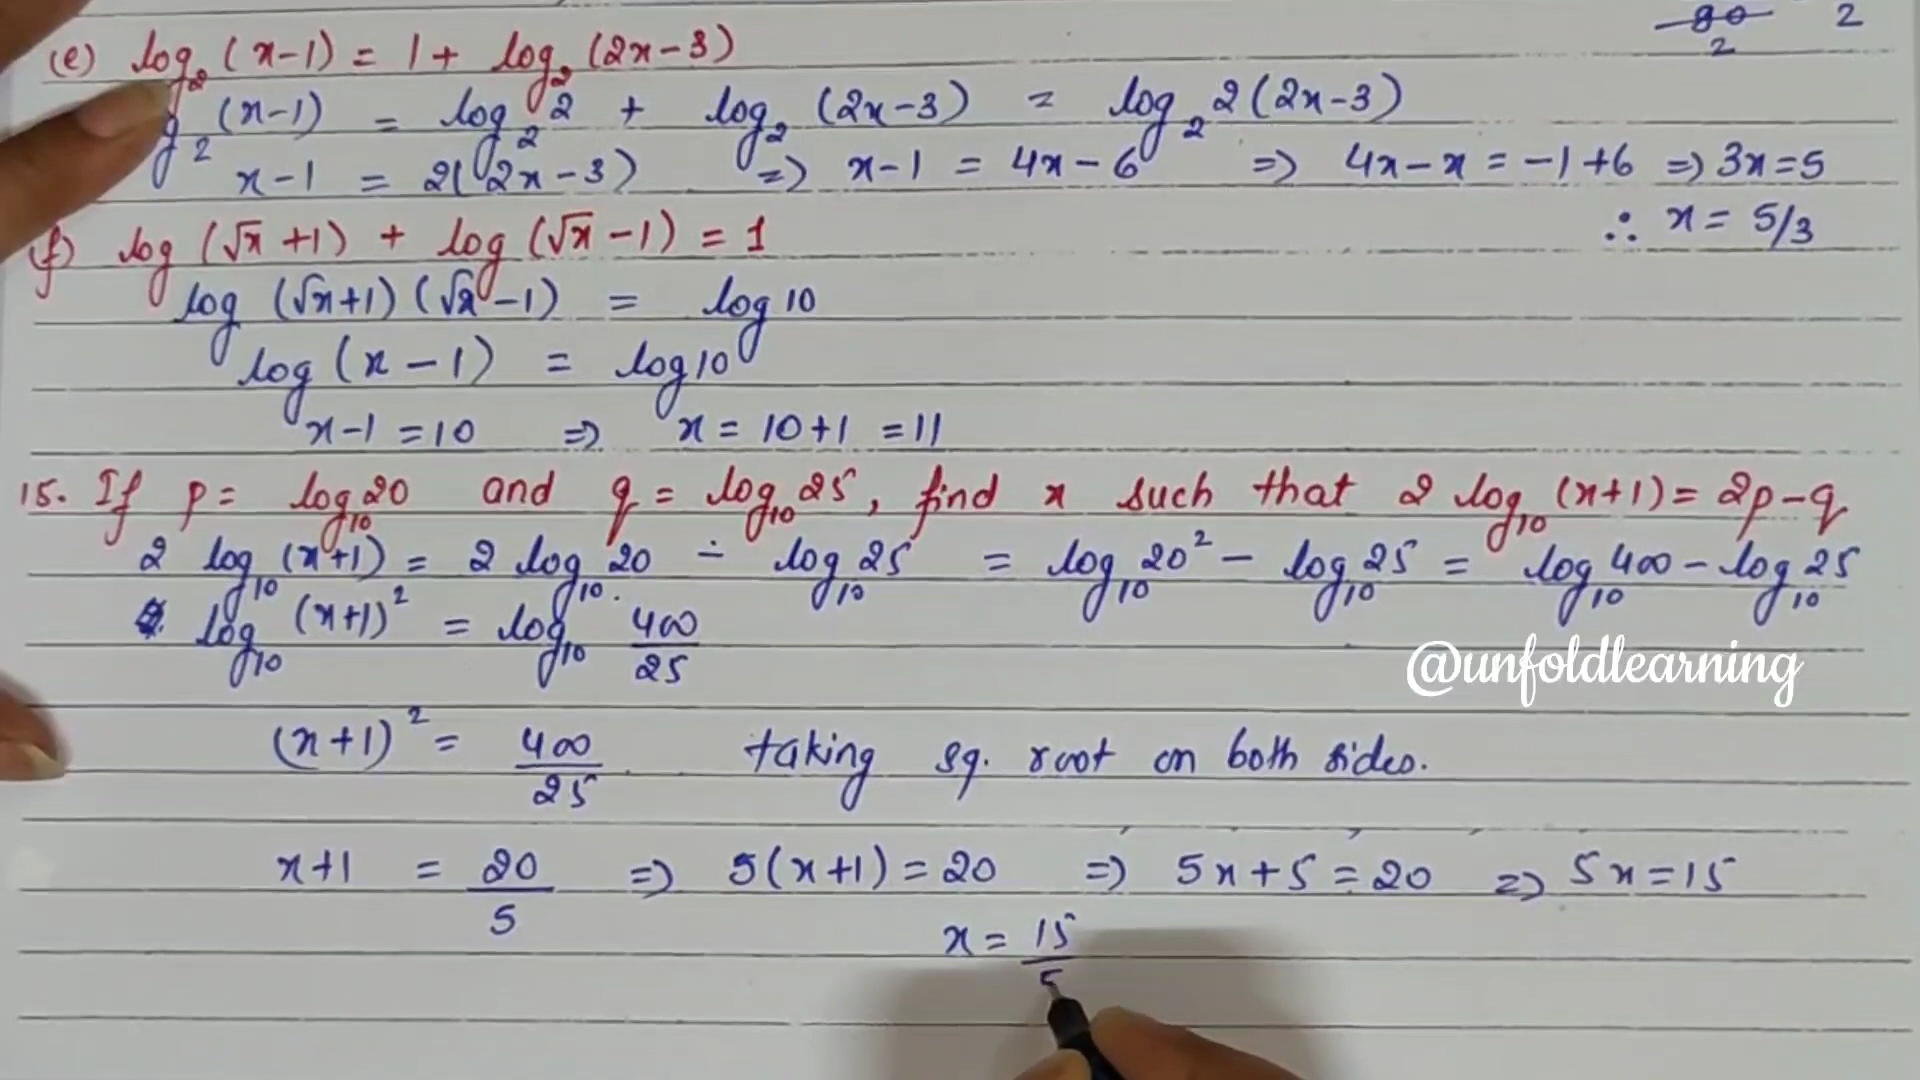 80 2
2
(e) log₂(x-1) = 1 + log₂(2x-3)
g₂(x-1) = log₂2 + log₂(2x-3) = log₂2(2x-3)
x-1 = 2(2x-3) => x-1 = 4x-6 => 4x-x = -1+6 => 3x=5
∴ x = 5/3
(f) log(√x+1) + log(√x-1) = 1
log(√x+1)(√x-1) = log10
log(x-1) = log10
x-1=10 => x = 10+1 = 11
15. If p = log₁₀20 and q = log₁₀25, find x such that 2 log₁₀(x+1) = 2p-q
2 log₁₀(x+1) = 2 log₁₀20 - log₁₀25 = log₁₀20² - log₁₀25 = log₁₀400 - log₁₀25
log₁₀(x+1)² = log₁₀ 400/25
@unfoldlearning
(x+1)² = 400/25 taking sq. root on both sides.
x+1 = 20/5 => 5(x+1) = 20 => 5x+5 = 20 => 5x=15
x = 15/5